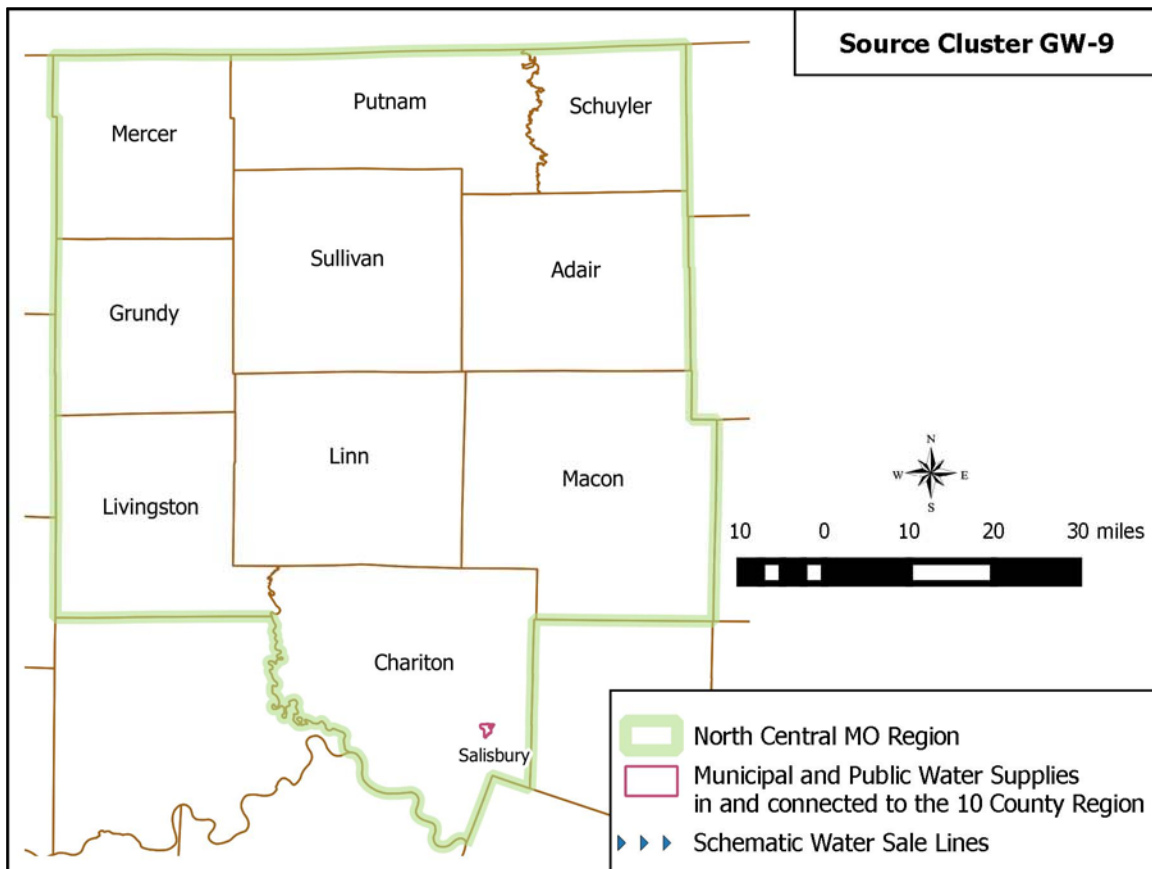 Source Cluster GW-9
Putnam
Schuyler
Mercer
Sullivan
Adair
Grundy
Linn
Macon
Livingston
N
W E
S
10 0 10 20 30 miles
Chariton
Salisbury
North Central MO Region
Municipal and Public Water Supplies
in and connected to the 10 County Region
Schematic Water Sale Lines